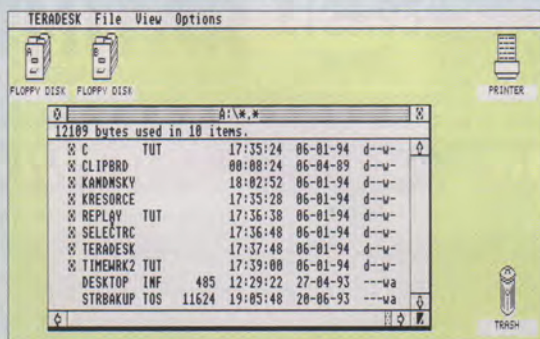 TERADESK File View Options
FLOPPY DISK FLOPPY DISK
PRINTER
A:\*.*
12109 bytes used in 10 items.
C TUT 17:35:24 06-01-94 d--w-
CLIPBRD 00:08:24 06-04-89 d--w-
KANDNSKY 18:02:52 06-01-94 d--w-
KRESORCE 17:35:28 06-01-94 d--w-
REPLAY TUT 17:36:38 06-01-94 d--w-
SELECTRC 17:36:48 06-01-94 d--w-
TERADESK 17:37:48 06-01-94 d--w-
TIMEWRK2 TUT 17:39:00 06-01-94 d--w-
DESKTOP INF 485 12:29:22 27-04-93 ---wa
STRBAKUP TOS 11624 19:05:48 20-06-93 ---wa
TRASH
A
B